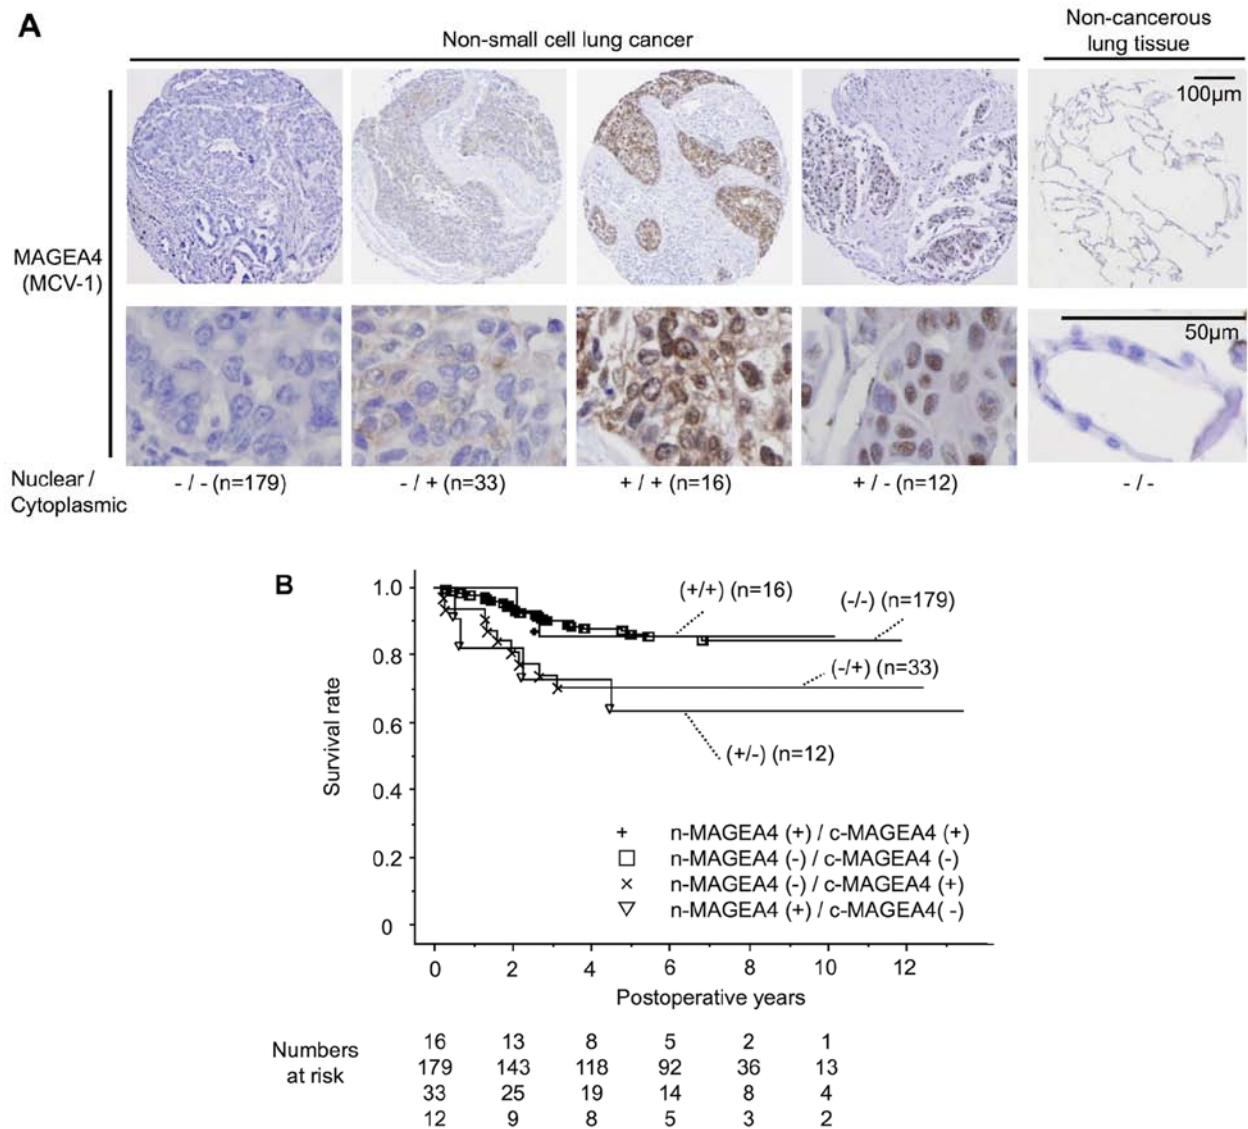 A
Non-small cell lung cancer
Non-cancerous
lung tissue
100µm
MAGEA4
(MCV-1)
50µm
Nuclear /
Cytoplasmic
- / - (n=179)
- / + (n=33)
+ / + (n=16)
+ / - (n=12)
- / -
B
Survival rate
1.0
0.8
0.6
0.4
0.2
0
(+/+) (n=16)
(-/-) (n=179)
(-/+) (n=33)
(+/-) (n=12)
+ n-MAGEA4 (+) / c-MAGEA4 (+)
□ n-MAGEA4 (-) / c-MAGEA4 (-)
× n-MAGEA4 (-) / c-MAGEA4 (+)
▽ n-MAGEA4 (+) / c-MAGEA4( -)
0 2 4 6 8 10 12
Postoperative years
Numbers
at risk
16 13 8 5 2 1
179 143 118 92 36 13
33 25 19 14 8 4
12 9 8 5 3 2